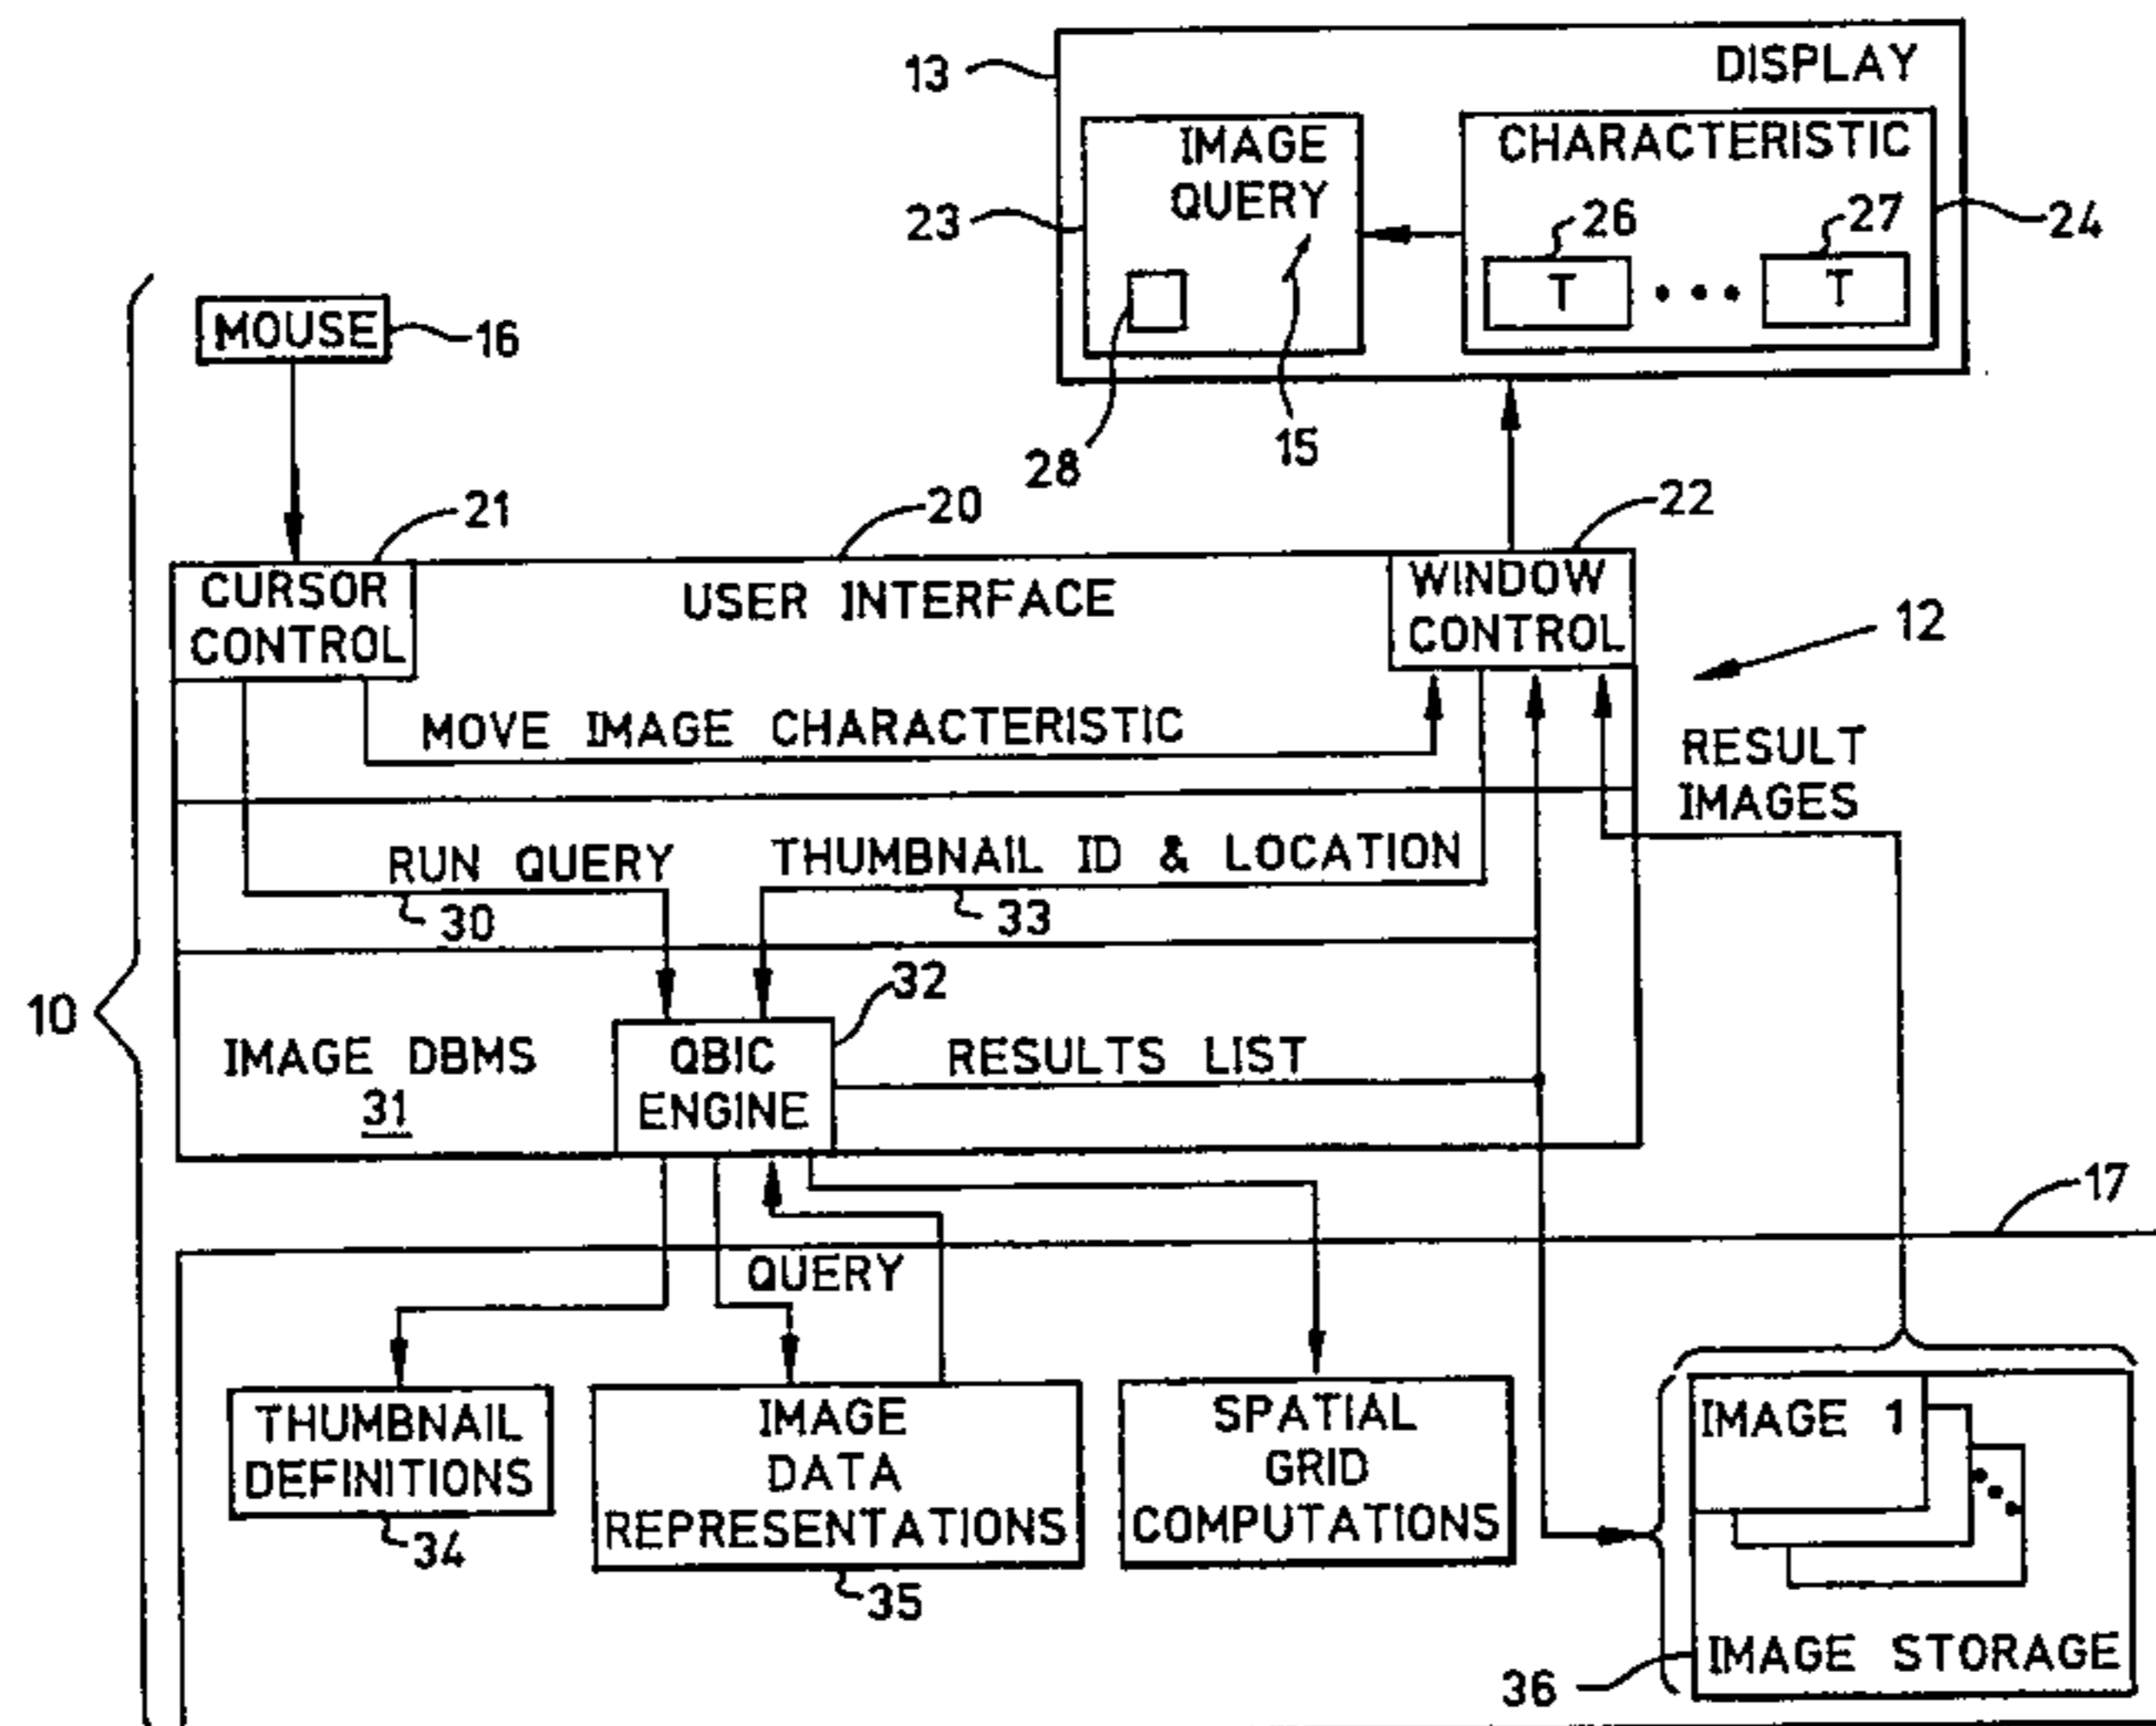 DISPLAY
13
IMAGE
QUERY
CHARACTERISTIC
23
26
27
24
T
T
MOUSE
16
28
15
21
20
22
CURSOR
CONTROL
USER INTERFACE
WINDOW
CONTROL
12
MOVE IMAGE CHARACTERISTIC
RESULT
IMAGES
RUN QUERY
THUMBNAIL ID & LOCATION
30
33
10
32
IMAGE DBMS
31
QBIC
ENGINE
RESULTS LIST
17
QUERY
THUMBNAIL
DEFINITIONS
34
IMAGE
DATA
REPRESENTATIONS
35
SPATIAL
GRID
COMPUTATIONS
IMAGE 1
IMAGE STORAGE
36